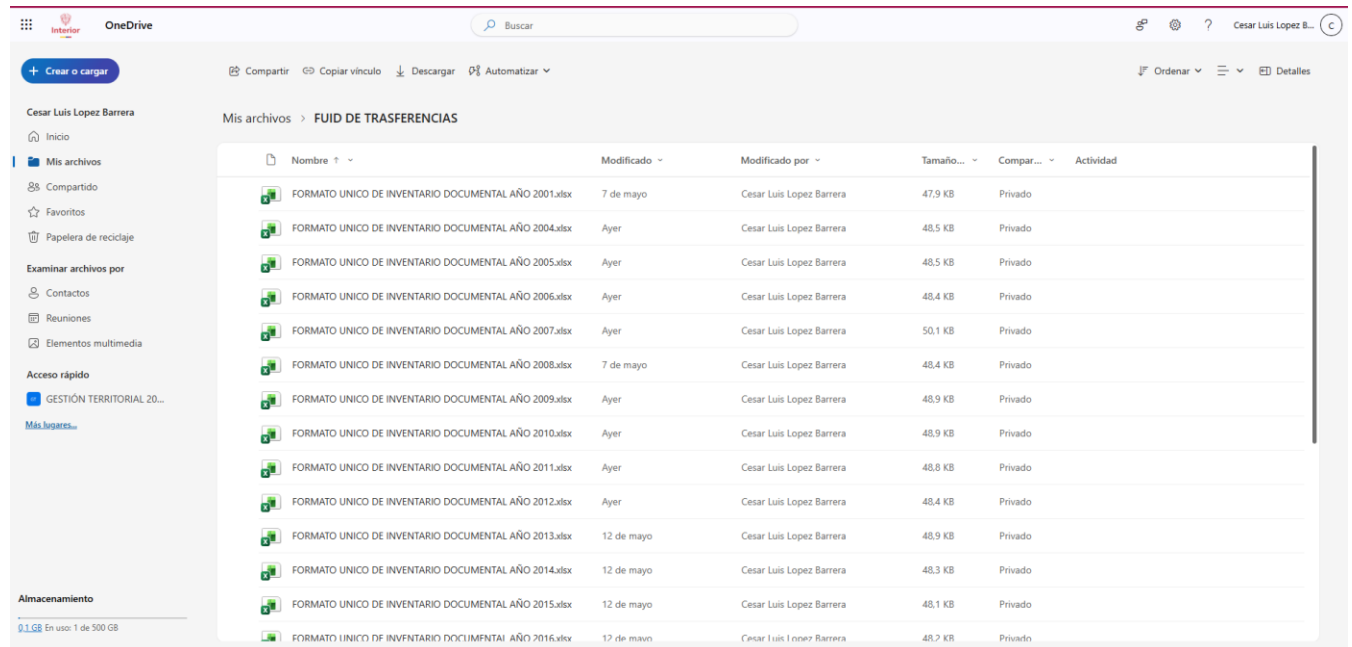 Interior OneDrive Buscar ? Cesar Luis Lopez B... C
+ Crear o cargar Compartir Copiar vínculo Descargar Automatizar Ordenar Detalles
Cesar Luis Lopez Barrera
Inicio
Mis archivos
Compartido
Favoritos
Papelera de reciclaje
Examinar archivos por
Contactos
Reuniones
Elementos multimedia
Acceso rápido
GESTIÓN TERRITORIAL 20...
Más lugares...
Almacenamiento
0,1 GB En uso: 1 de 500 GB
Mis archivos > FUID DE TRASFERENCIAS
Nombre ↑ Modificado Modificado por Tamaño... Compar... Actividad
FORMATO UNICO DE INVENTARIO DOCUMENTAL AÑO 2001.xlsx 7 de mayo Cesar Luis Lopez Barrera 47,9 KB Privado
FORMATO UNICO DE INVENTARIO DOCUMENTAL AÑO 2004.xlsx Ayer Cesar Luis Lopez Barrera 48,5 KB Privado
FORMATO UNICO DE INVENTARIO DOCUMENTAL AÑO 2005.xlsx Ayer Cesar Luis Lopez Barrera 48,5 KB Privado
FORMATO UNICO DE INVENTARIO DOCUMENTAL AÑO 2006.xlsx Ayer Cesar Luis Lopez Barrera 48,4 KB Privado
FORMATO UNICO DE INVENTARIO DOCUMENTAL AÑO 2007.xlsx Ayer Cesar Luis Lopez Barrera 50,1 KB Privado
FORMATO UNICO DE INVENTARIO DOCUMENTAL AÑO 2008.xlsx 7 de mayo Cesar Luis Lopez Barrera 48,4 KB Privado
FORMATO UNICO DE INVENTARIO DOCUMENTAL AÑO 2009.xlsx Ayer Cesar Luis Lopez Barrera 48,9 KB Privado
FORMATO UNICO DE INVENTARIO DOCUMENTAL AÑO 2010.xlsx Ayer Cesar Luis Lopez Barrera 48,9 KB Privado
FORMATO UNICO DE INVENTARIO DOCUMENTAL AÑO 2011.xlsx Ayer Cesar Luis Lopez Barrera 48,8 KB Privado
FORMATO UNICO DE INVENTARIO DOCUMENTAL AÑO 2012.xlsx Ayer Cesar Luis Lopez Barrera 48,4 KB Privado
FORMATO UNICO DE INVENTARIO DOCUMENTAL AÑO 2013.xlsx 12 de mayo Cesar Luis Lopez Barrera 48,9 KB Privado
FORMATO UNICO DE INVENTARIO DOCUMENTAL AÑO 2014.xlsx 12 de mayo Cesar Luis Lopez Barrera 48,3 KB Privado
FORMATO UNICO DE INVENTARIO DOCUMENTAL AÑO 2015.xlsx 12 de mayo Cesar Luis Lopez Barrera 48,1 KB Privado
FORMATO UNICO DE INVENTARIO DOCUMENTAL AÑO 2016.xlsx 12 de mayo Cesar Luis Lopez Barrera 48,2 KB Privado